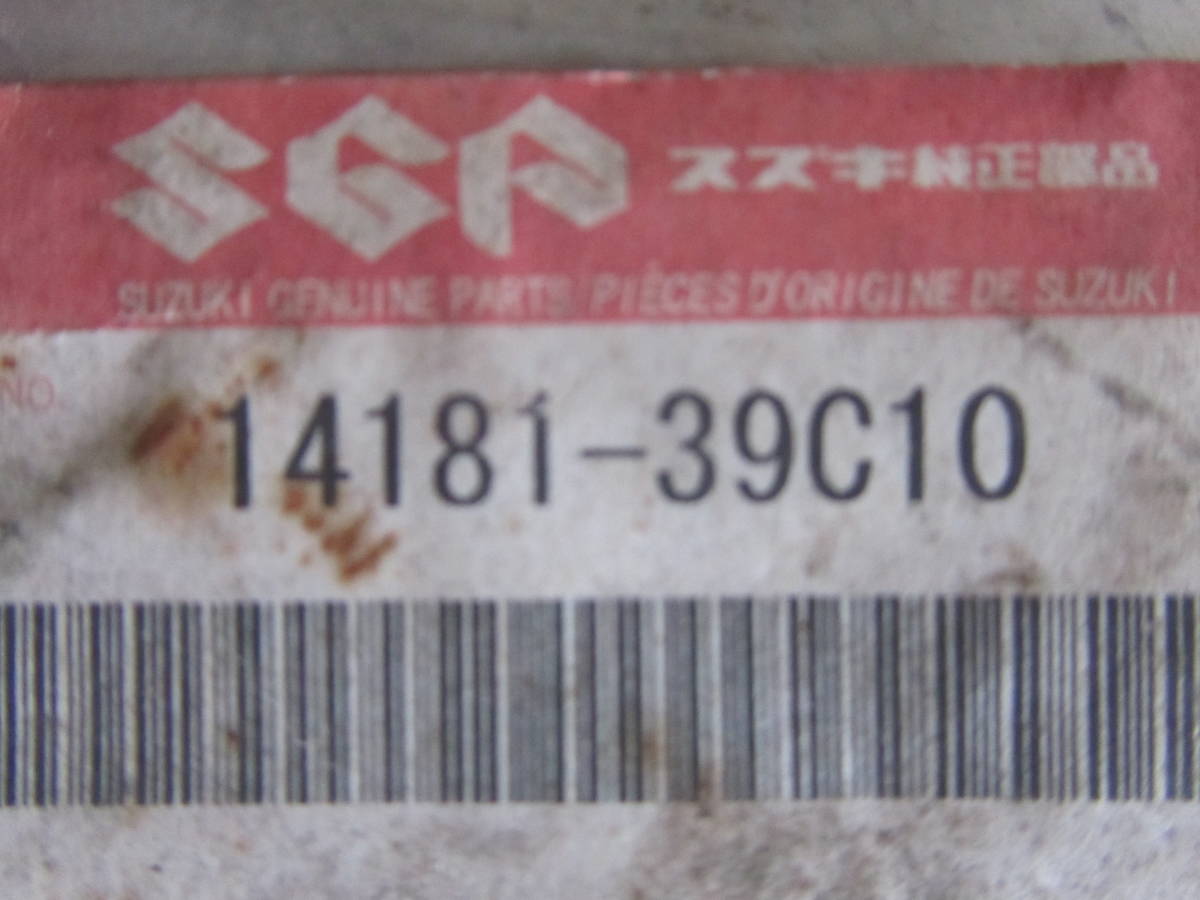 SGP スズキ純正部品
SUZUKI GENUINE PARTS/PIÈCES D'ORIGINE DE SUZUKI
NO.
14181-39C10